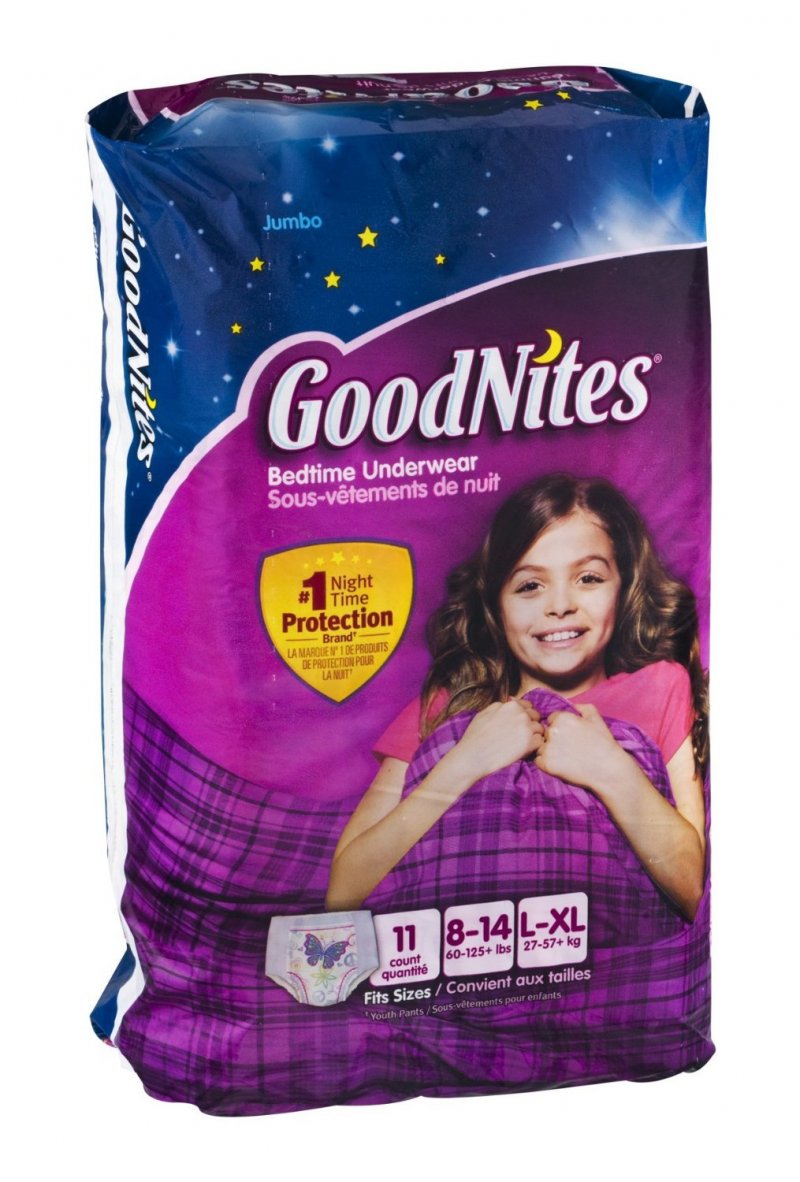 Jumbo
GoodNites®
GoodNites®
Bedtime Underwear
Sous-vêtements de nuit
#1 Night
Time
Protection
Brand†
LA MARQUE N° 1 DE PRODUITS
DE PROTECTION POUR
LA NUIT†
11
count
quantité
8-14
60-125+ lbs
L-XL
27-57+ kg
Fits Sizes / Convient aux tailles
†Youth Pants / Sous-vêtements pour enfants